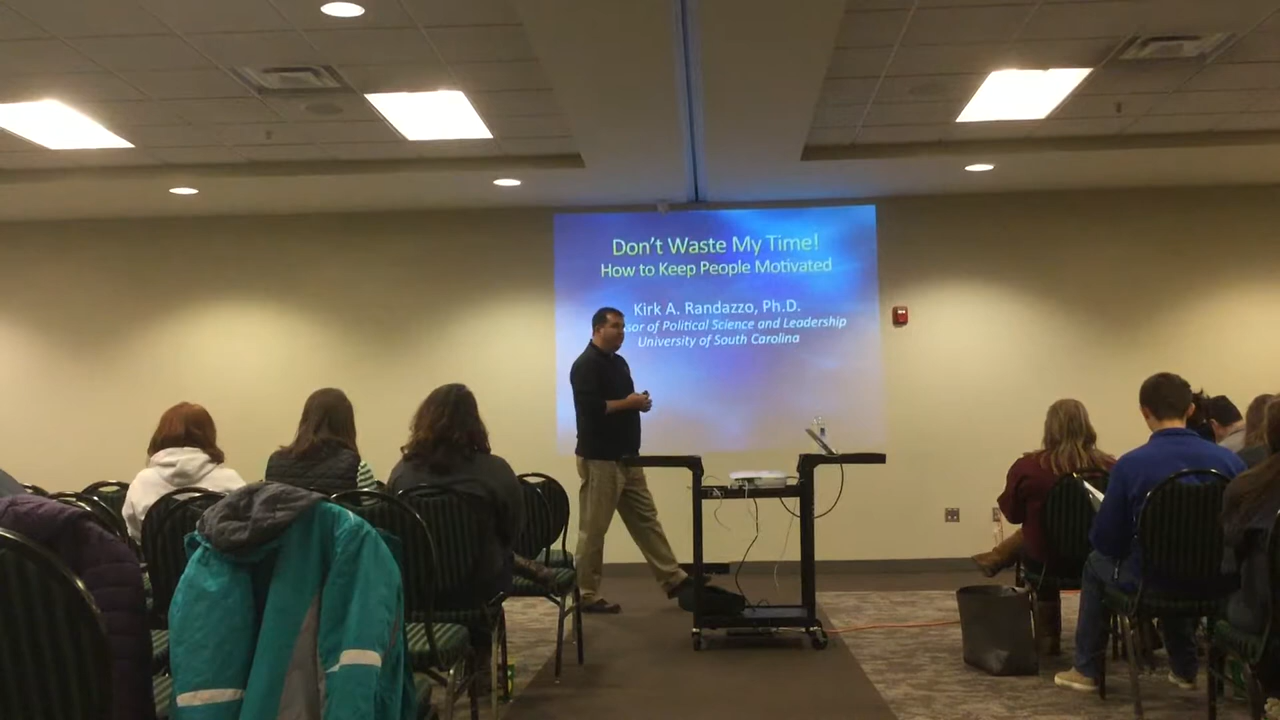 Don't Waste My Time!
How to Keep People Motivated
Kirk A. Randazzo, Ph.D.
of Political Science and Leadership
University of South Carolina